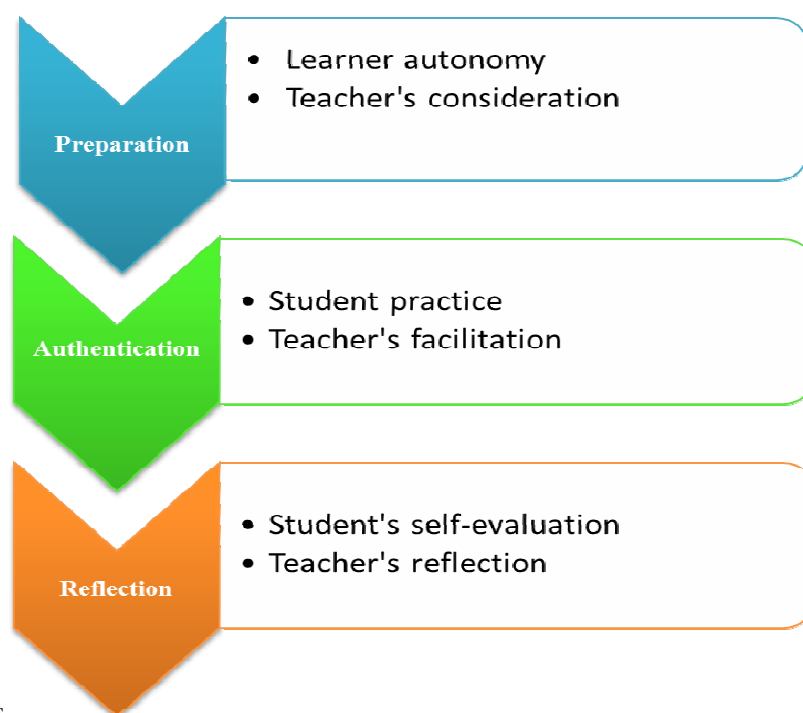 Preparation
• Learner autonomy
• Teacher's consideration
Authentication
• Student practice
• Teacher's facilitation
Reflection
• Student's self-evaluation
• Teacher's reflection